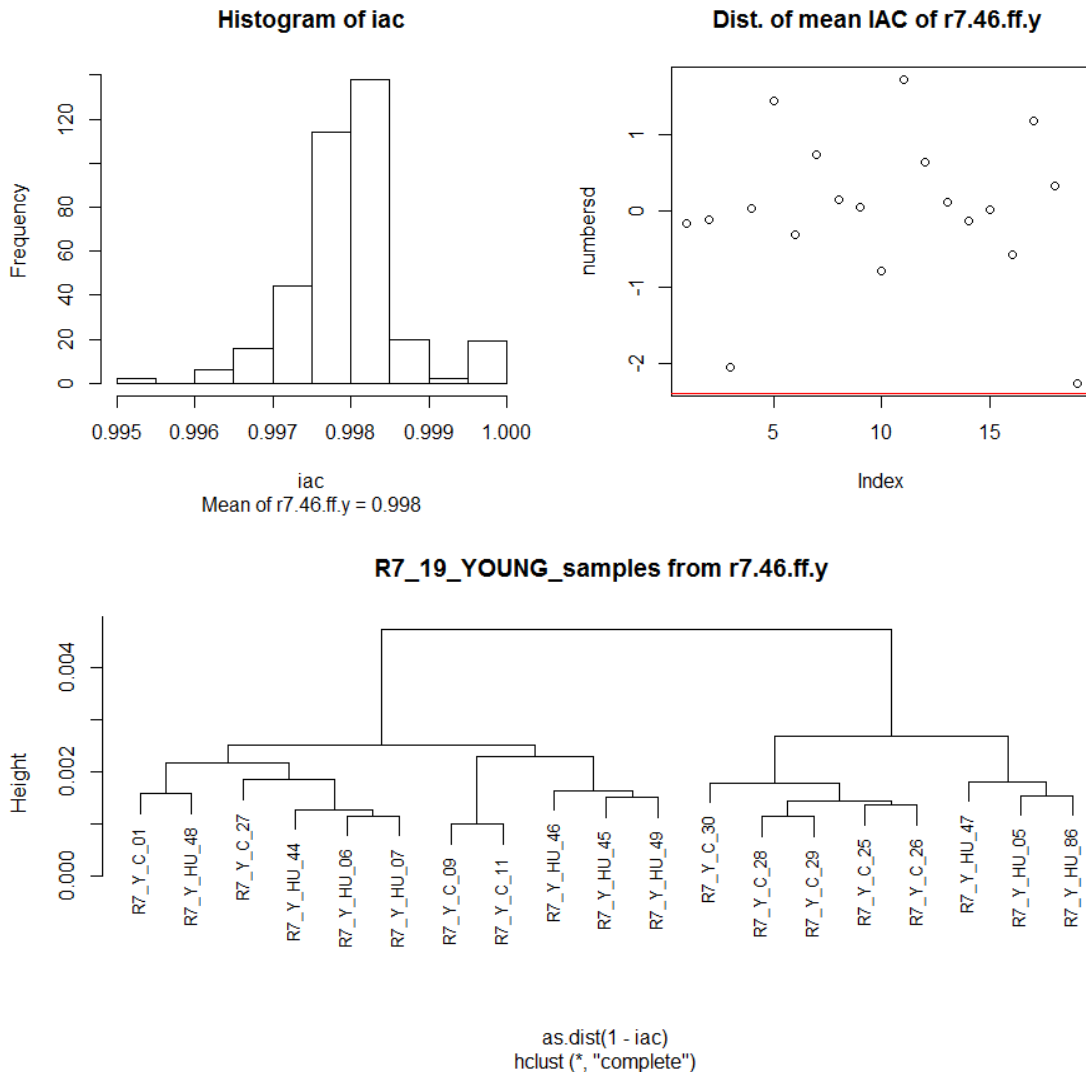 Histogram of iac
Frequency
0
20
40
60
80
120
0.995
0.996
0.997
0.998
0.999
1.000
iac
Mean of r7.46.ff.y = 0.998
Dist. of mean IAC of r7.46.ff.y
numbersd
-2
-1
0
1
5
10
15
Index
R7_19_YOUNG_samples from r7.46.ff.y
Height
0.000
0.002
0.004
R7_Y_C_01
R7_Y_HU_48
R7_Y_C_27
R7_Y_HU_44
R7_Y_HU_06
R7_Y_HU_07
R7_Y_C_09
R7_Y_C_11
R7_Y_HU_46
R7_Y_HU_45
R7_Y_HU_49
R7_Y_C_30
R7_Y_C_28
R7_Y_C_29
R7_Y_C_25
R7_Y_C_26
R7_Y_HU_47
R7_Y_HU_05
R7_Y_HU_86
as.dist(1 - iac)
hclust (*, "complete")